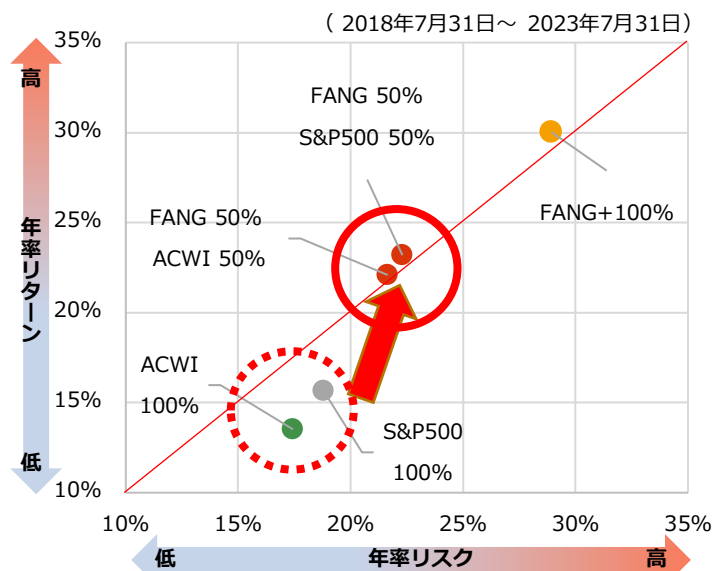 （ 2018年7月31日～ 2023年7月31日）
35%
高
FANG 50%
30%
S&P500 50%
FANG+100%
年率リターン
25%
FANG 50%
ACWI 50%
20%
ACWI
100%
15%
S&P500
100%
低
10%
10%
15%
20%
25%
30%
35%
低
年率リスク
高